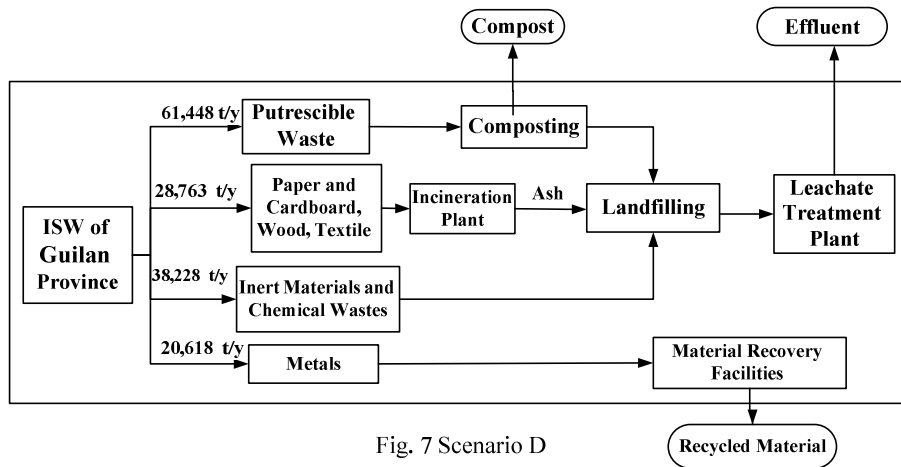 Compost
Effluent
61,448 t/y
Putrescible
Waste
Composting
28,763 t/y
Paper and
Cardboard,
Wood, Textile
Incineration
Plant
Ash
Landfilling
Leachate
Treatment
Plant
ISW of
Guilan
Province
38,228 t/y
Inert Materials and
Chemical Wastes
20,618 t/y
Metals
Material Recovery
Facilities
Recycled Material
Fig. 7 Scenario D